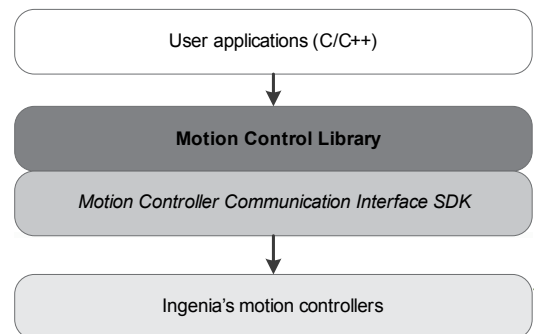 User applications (C/C++)
Motion Control Library
Motion Controller Communication Interface SDK
Ingenia's motion controllers